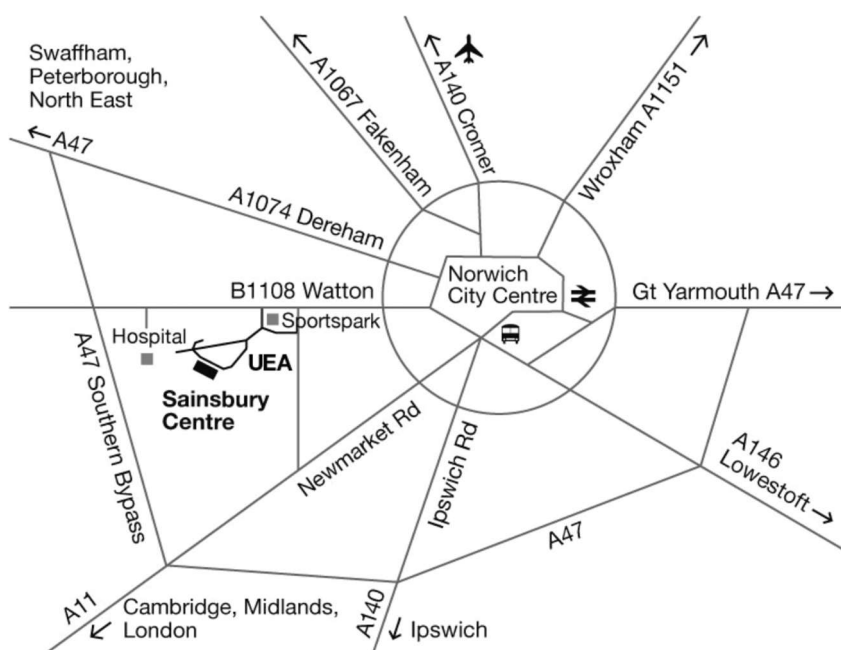 Swaffham,
Peterborough,
North East
← A47
← A1067 Fakenham
← A140 Cromer
Wroxham A1151 →
A1074 Dereham
B1108 Watton
Norwich
City Centre
Gt Yarmouth A47 →
Hospital
Sportspark
UEA
Sainsbury
Centre
A47 Southern Bypass
Newmarket Rd
Ipswich Rd
A146
Lowestoft →
A47
A11
Cambridge, Midlands,
London
A140
Ipswich